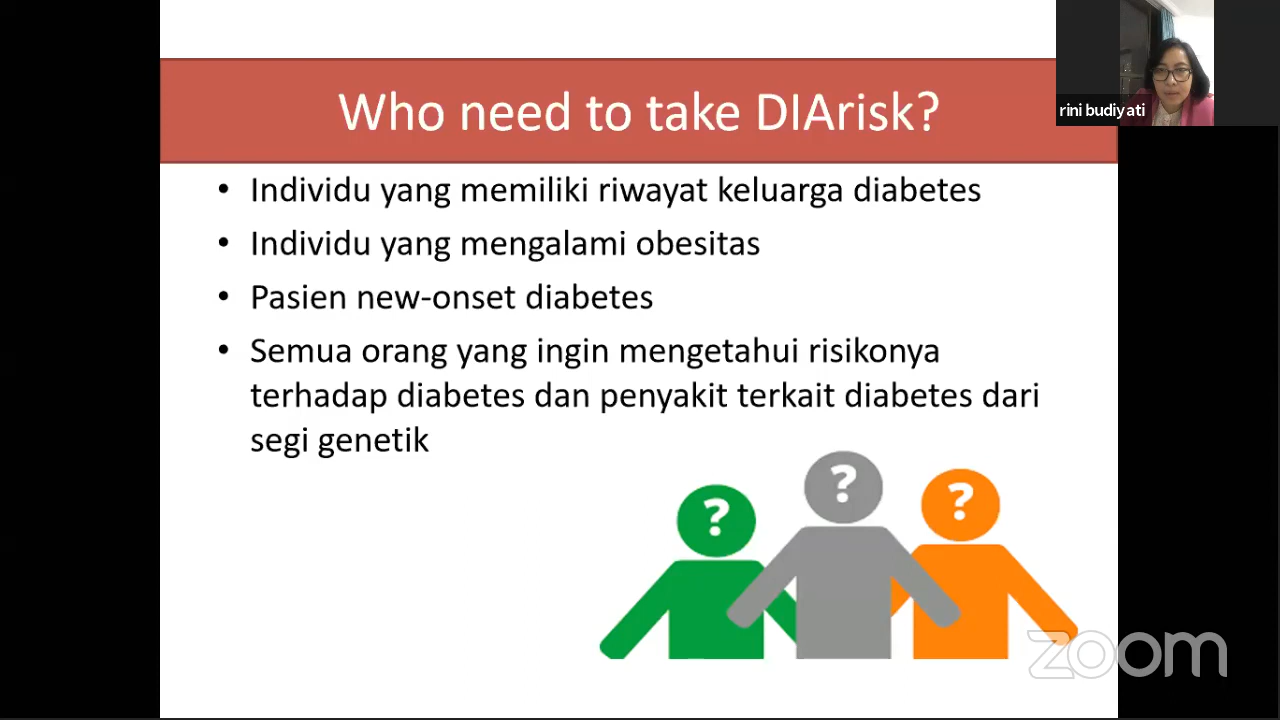 Who need to take DIArisk?
rini budiyati
• Individu yang memiliki riwayat keluarga diabetes
• Individu yang mengalami obesitas
• Pasien new-onset diabetes
• Semua orang yang ingin mengetahui risikonya
terhadap diabetes dan penyakit terkait diabetes dari
segi genetik
?
?
?
zoom